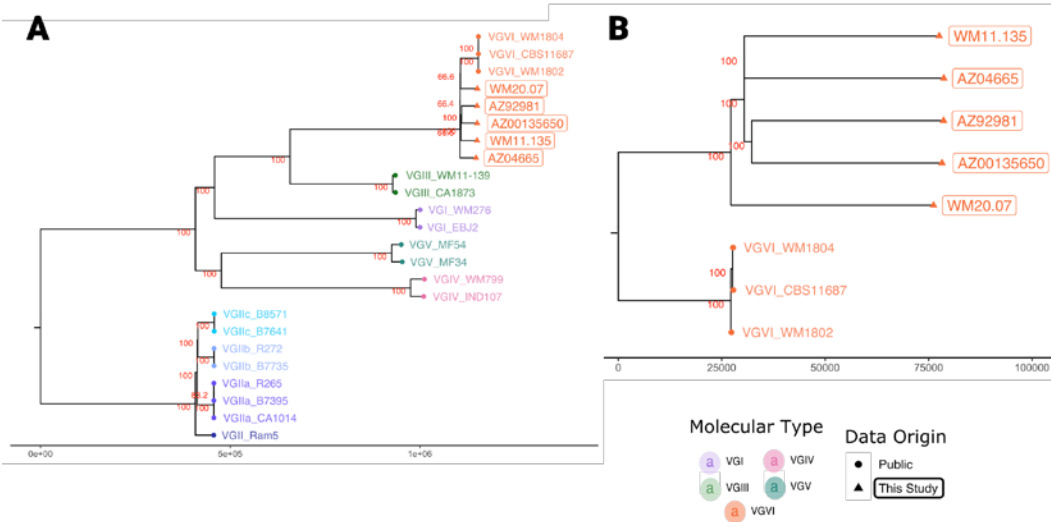 A
VGVI_WM1804
100
VGVI_CBS11687
100
VGVI_WM1802
66.6
WM20.07
66.4
AZ92981
100
AZ00135650
WM11.135
AZ04665
100
VGIII_WM11-139
100
VGIII_CA1873
VGI_WM276
100
VGI_EBJ2
100
VGV_MF54
100
VGV_MF34
100
VGIV_WM799
100
VGIV_IND107
VGIIc_B8571
100
VGIIc_B7641
100
VGIIb_R272
100
VGIIb_B7735
100
VGIIa_R265
VGIIa_B7395
100
100
VGIIa_CA1014
VGII_Ram5
0e+00
5e+05
1e+06
B
WM11.135
AZ04665
100
AZ92981
100
100
AZ00135650
WM20.07
VGVI_WM1804
100
VGVI_CBS11687
100
VGVI_WM1802
0
25000
50000
75000
100000
Molecular Type
a VGI
a VGIV
a VGIII
a VGV
a VGVI
Data Origin
Public
This Study